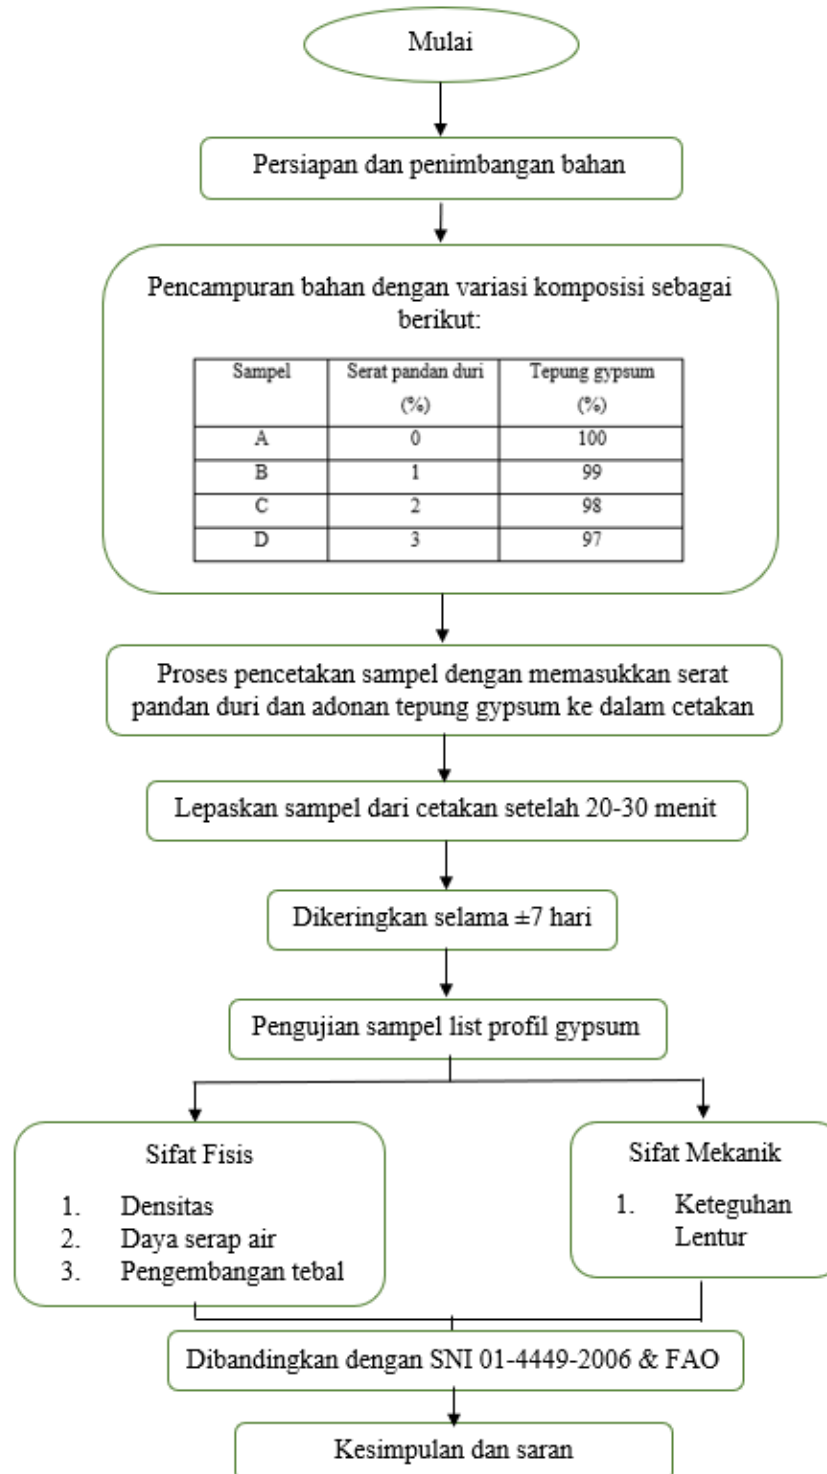 Mulai
Persiapan dan penimbangan bahan
Pencampuran bahan dengan variasi komposisi sebagai
berikut:
Sampel Serat pandan duri (%) Tepung gypsum (%)
A 0 100
B 1 99
C 2 98
D 3 97
Proses pencetakan sampel dengan memasukkan serat
pandan duri dan adonan tepung gypsum ke dalam cetakan
Lepaskan sampel dari cetakan setelah 20-30 menit
Dikeringkan selama ±7 hari
Pengujian sampel list profil gypsum
Sifat Fisis
1. Densitas
2. Daya serap air
3. Pengembangan tebal
Sifat Mekanik
1. Keteguhan
Lentur
Dibandingkan dengan SNI 01-4449-2006 & FAO
Kesimpulan dan saran